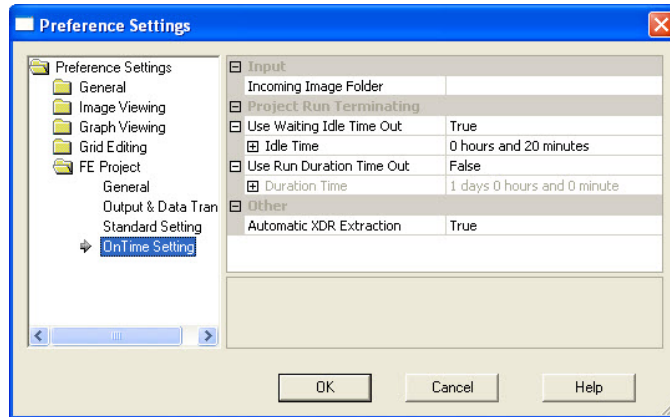 Preference Settings
Preference Settings
General
Image Viewing
Graph Viewing
Grid Editing
FE Project
General
Output & Data Tran
Standard Setting
OnTime Setting
Input
Incoming Image Folder
Project Run Terminating
Use Waiting Idle Time Out True
Idle Time 0 hours and 20 minutes
Use Run Duration Time Out False
Duration Time 1 days 0 hours and 0 minute
Other
Automatic XDR Extraction True
OK Cancel Help